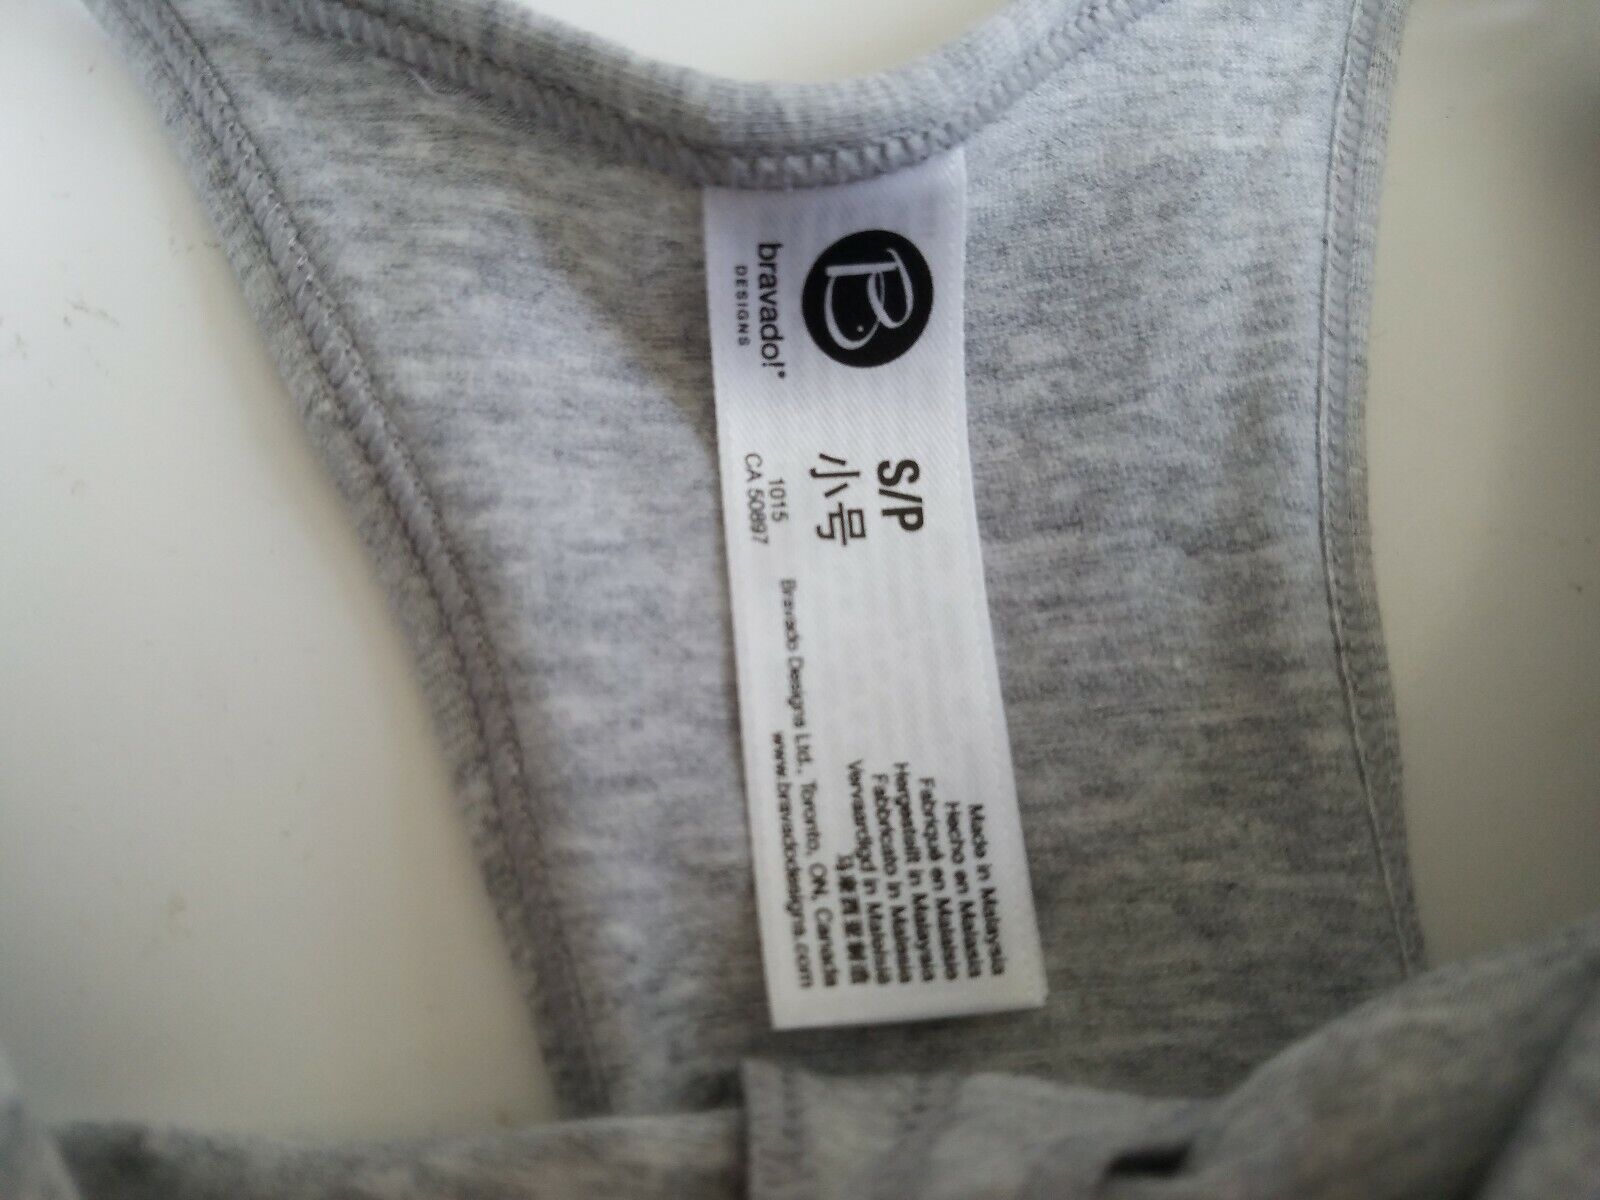 B
bravado!®
DESIGNS
S/P
小号
1015
CA 50897
Made in Malaysia
Hecho en Malasia
Fabriqué en Malaisie
Hergestellt in Malaysia
Fabbricato in Malesia
Vervaardigd in Maleisië
马来西亚制造
Bravado Designs Ltd., Toronto, ON, Canada
www.bravadodesigns.com